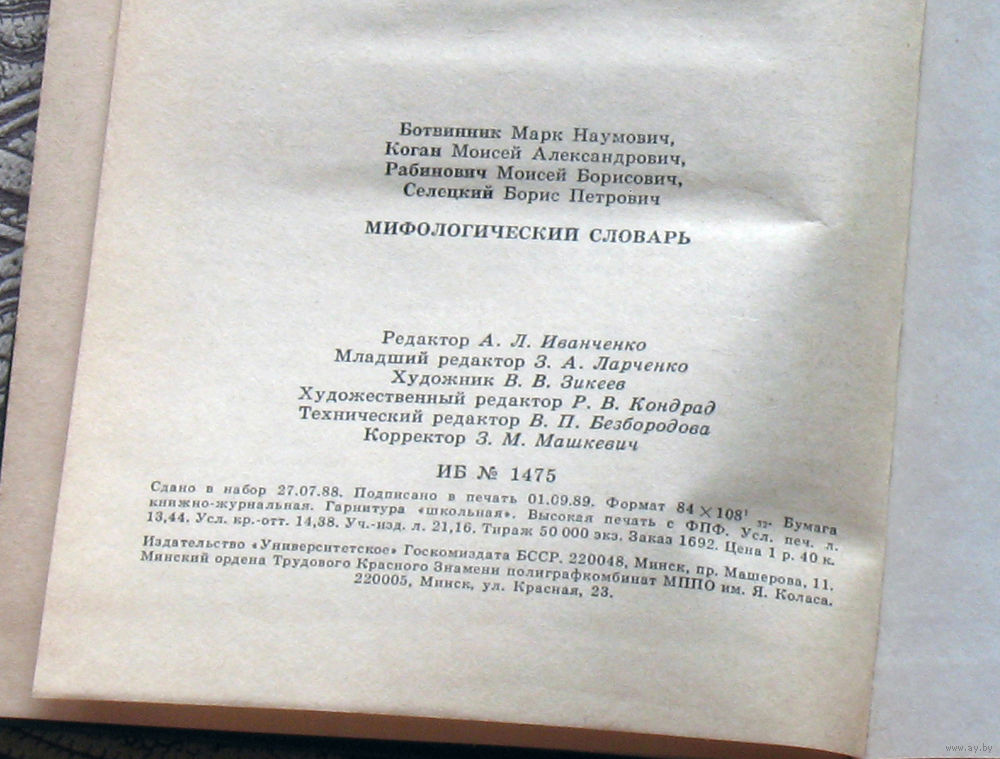 Ботвинник Марк Наумович,
Коган Моисей Александрович,
Рабинович Моисей Борисович,
Селецкий Борис Петрович
МИФОЛОГИЧЕСКИЙ СЛОВАРЬ
Редактор А. Л. Иванченко
Младший редактор З. А. Ларченко
Художник В. В. Зикеев
Художественный редактор Р. В. Кондрад
Технический редактор В. П. Безбородова
Корректор З. М. Машкевич
ИБ № 1475
Сдано в набор 27.07.88. Подписано в печать 01.09.89. Формат 84×108¹/₃₂. Бумага
книжно-журнальная. Гарнитура «школьная». Высокая печать с ФПФ. Усл. печ. л.
13,44. Усл. кр.-отт. 14,38. Уч.-изд. л. 21,16. Тираж 50 000 экз. Заказ 1692. Цена 1 р. 40 к.
Издательство «Университетское» Госкомиздата БССР. 220048, Минск, пр. Машерова, 11.
Минский ордена Трудового Красного Знамени полиграфкомбинат МППО им. Я. Коласа.
220005, Минск, ул. Красная, 23.
www.ay.by